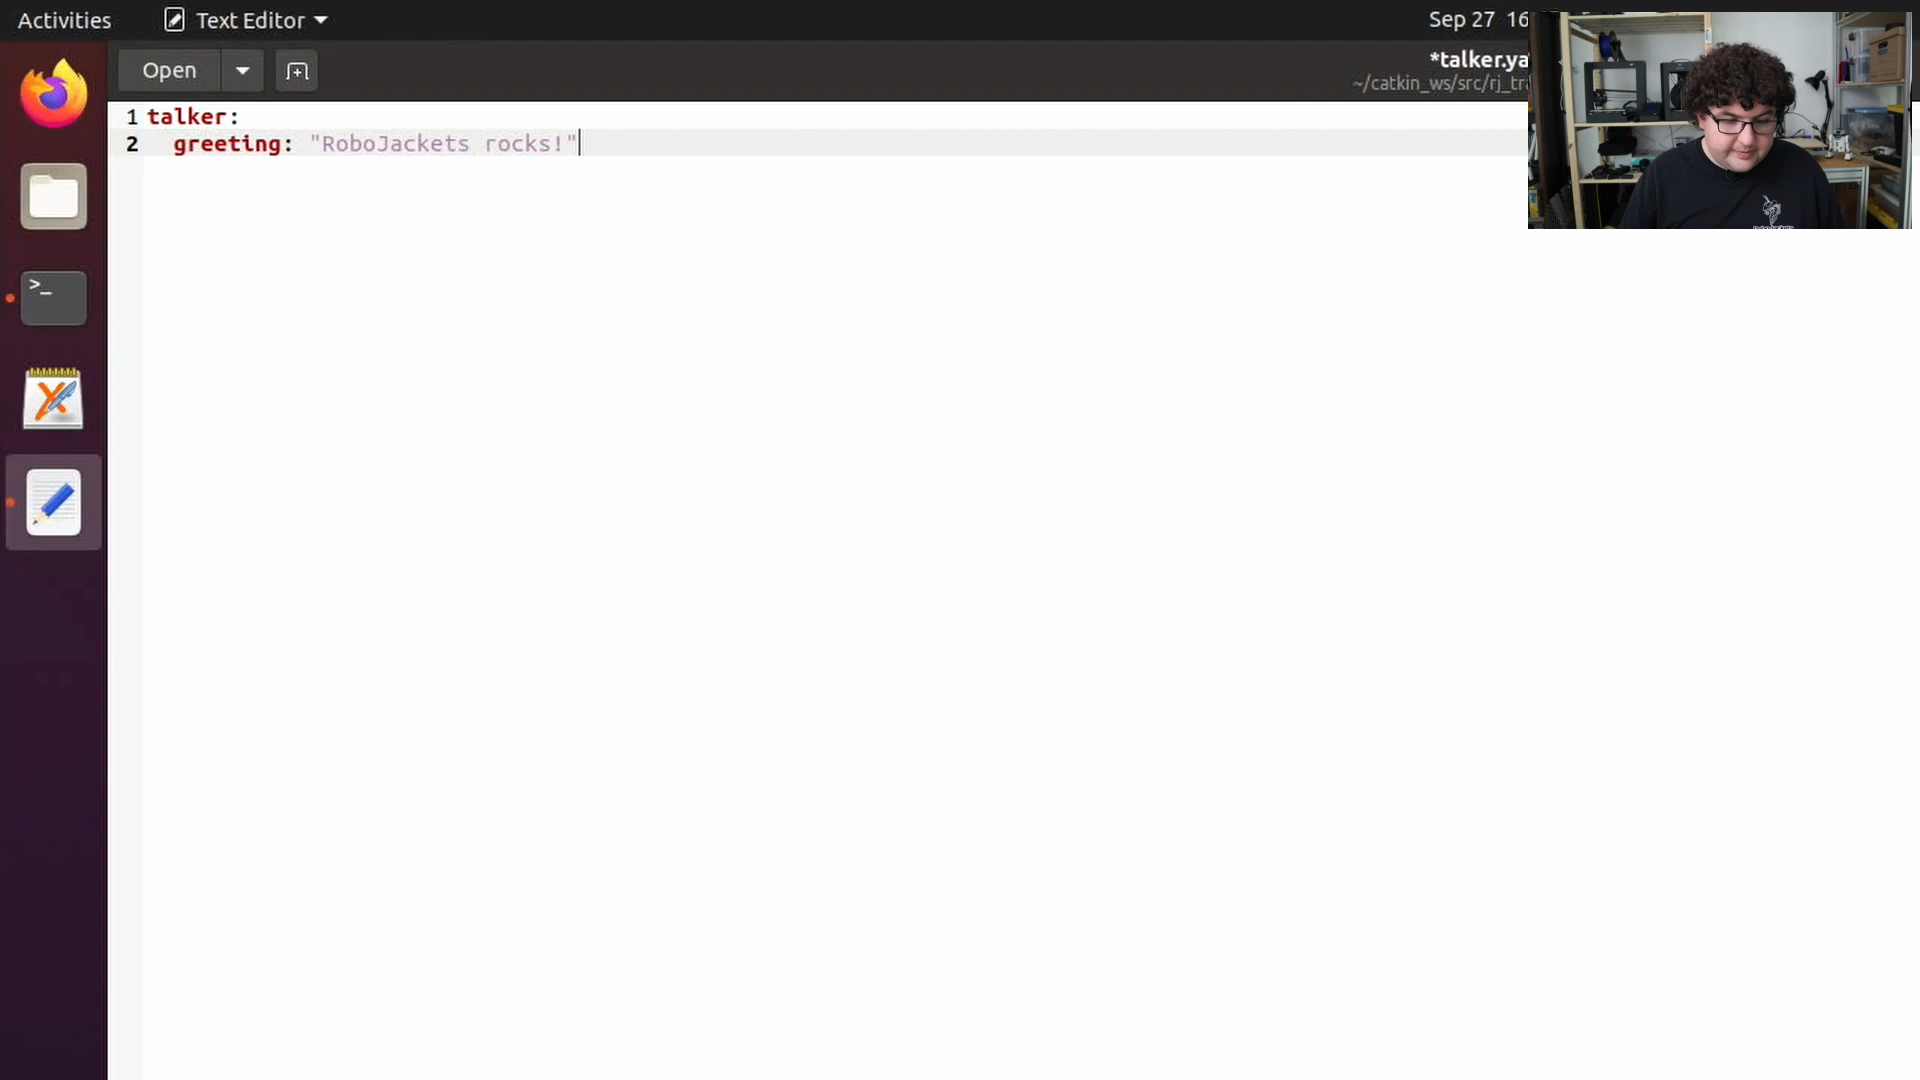 Activities
Text Editor
Sep 27 16
Open
*talker.ya
~/catkin_ws/src/rj_tr
1 talker:
2 greeting: "RoboJackets rocks!"
>_